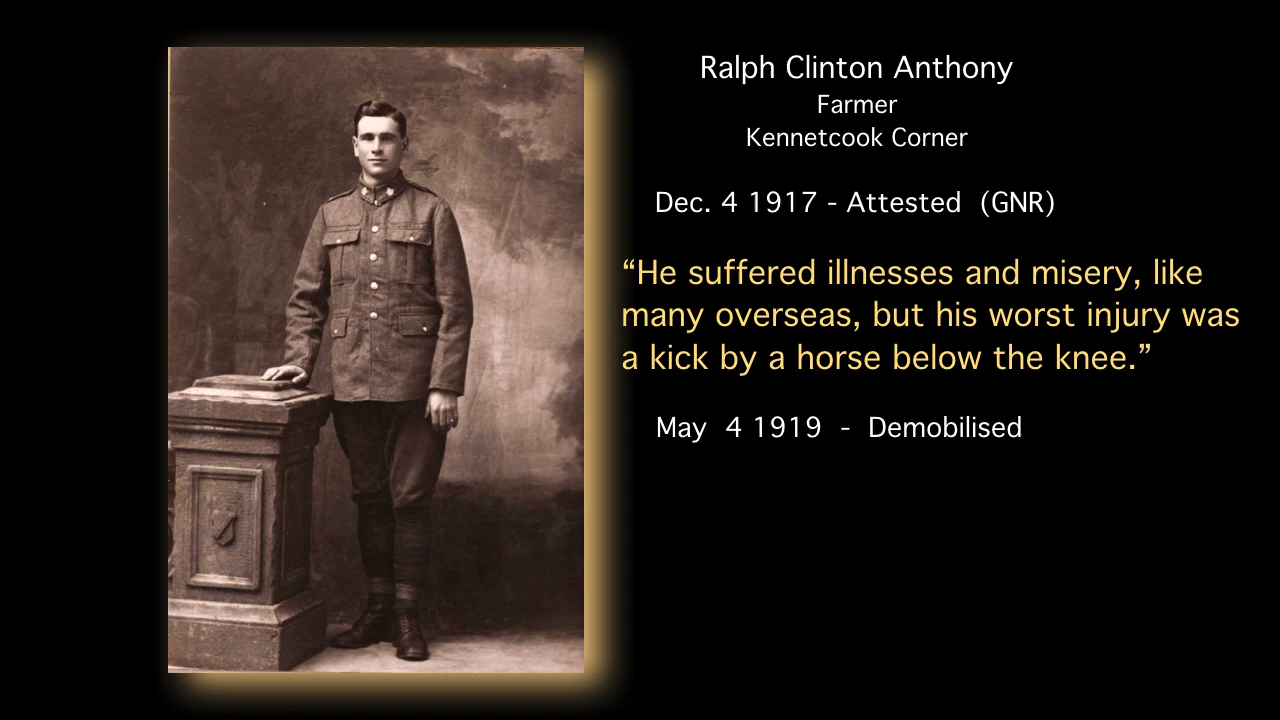 Ralph Clinton Anthony
Farmer
Kennetcook Corner
Dec. 4 1917 - Attested (GNR)
“He suffered illnesses and misery, like
many overseas, but his worst injury was
a kick by a horse below the knee.”
May 4 1919 - Demobilised